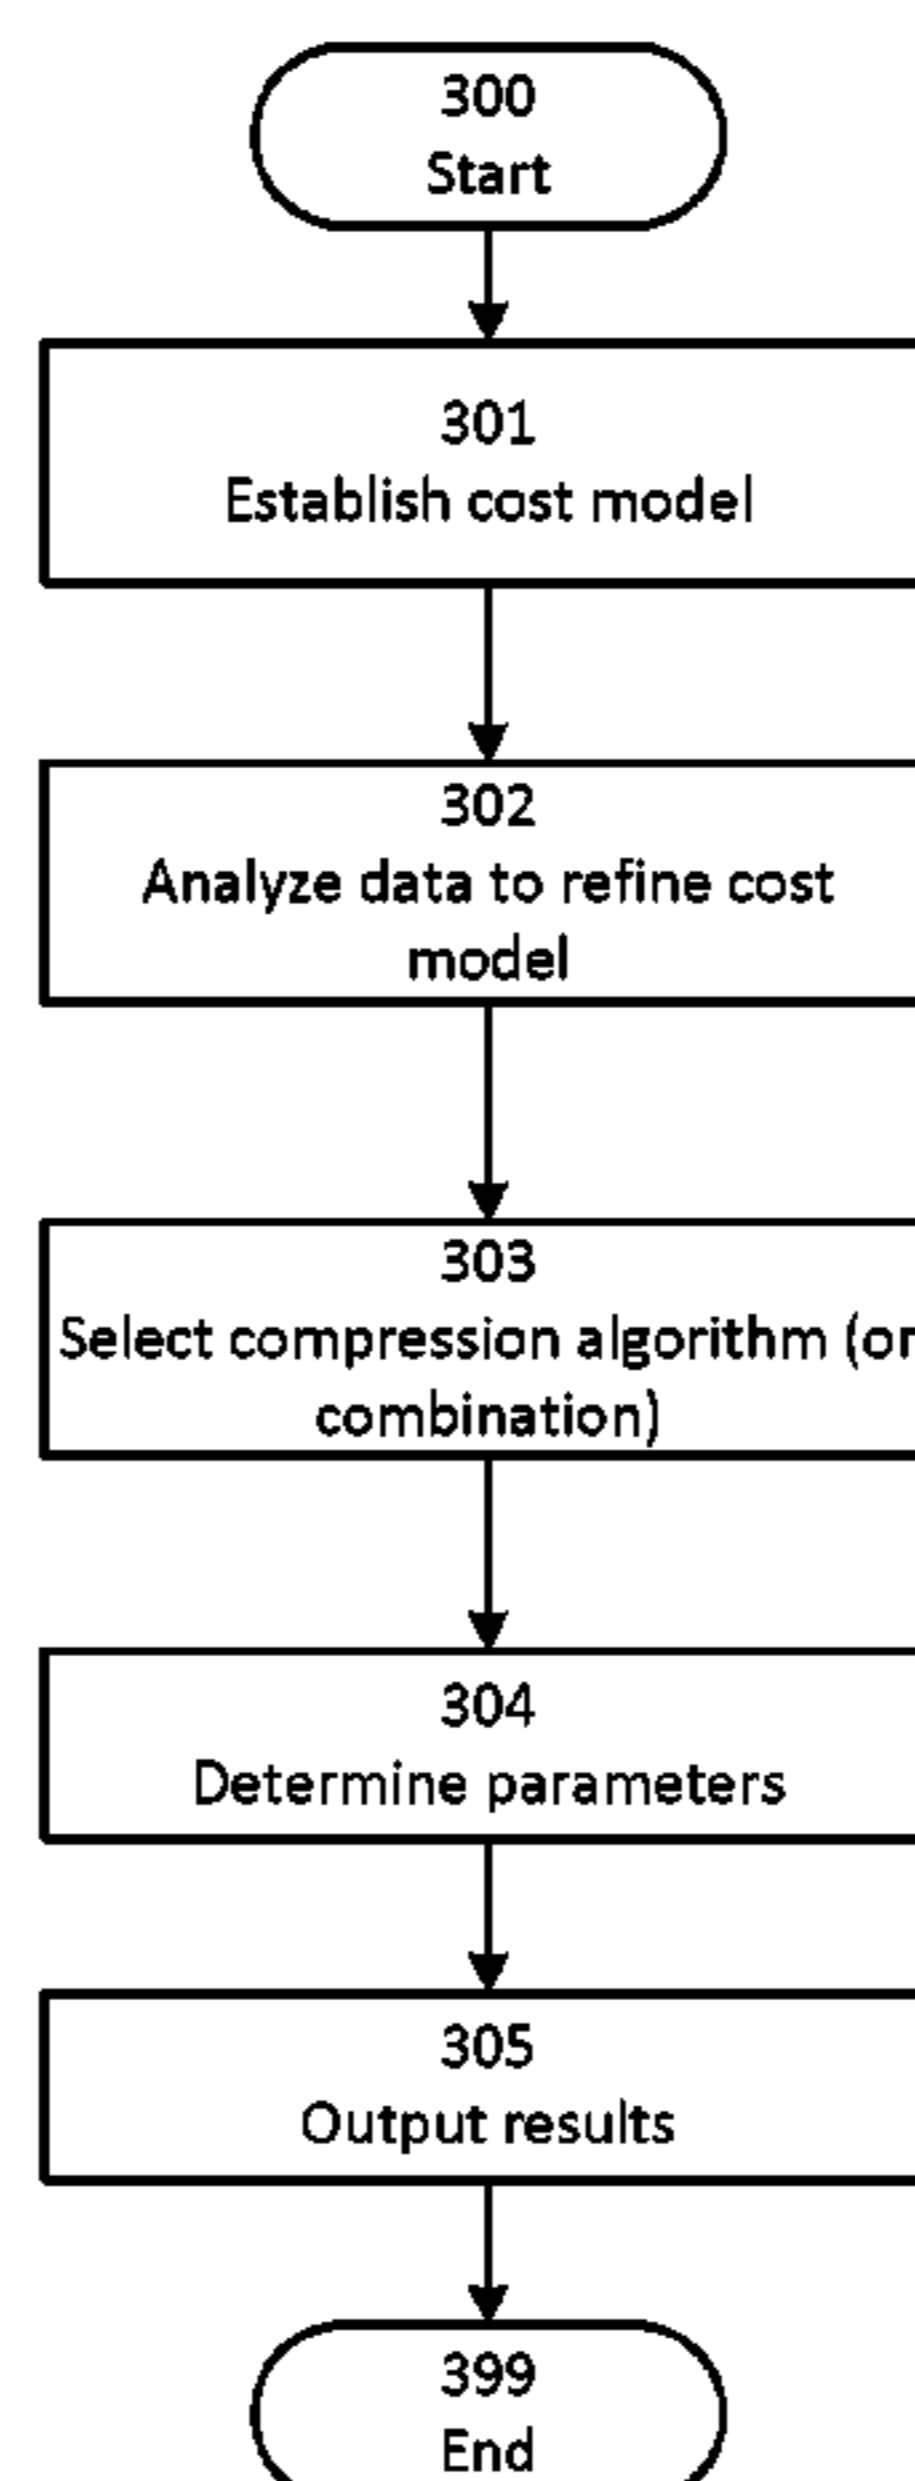 300
Start
301
Establish cost model
302
Analyze data to refine cost
model
303
Select compression algorithm (or
combination)
304
Determine parameters
305
Output results
399
End